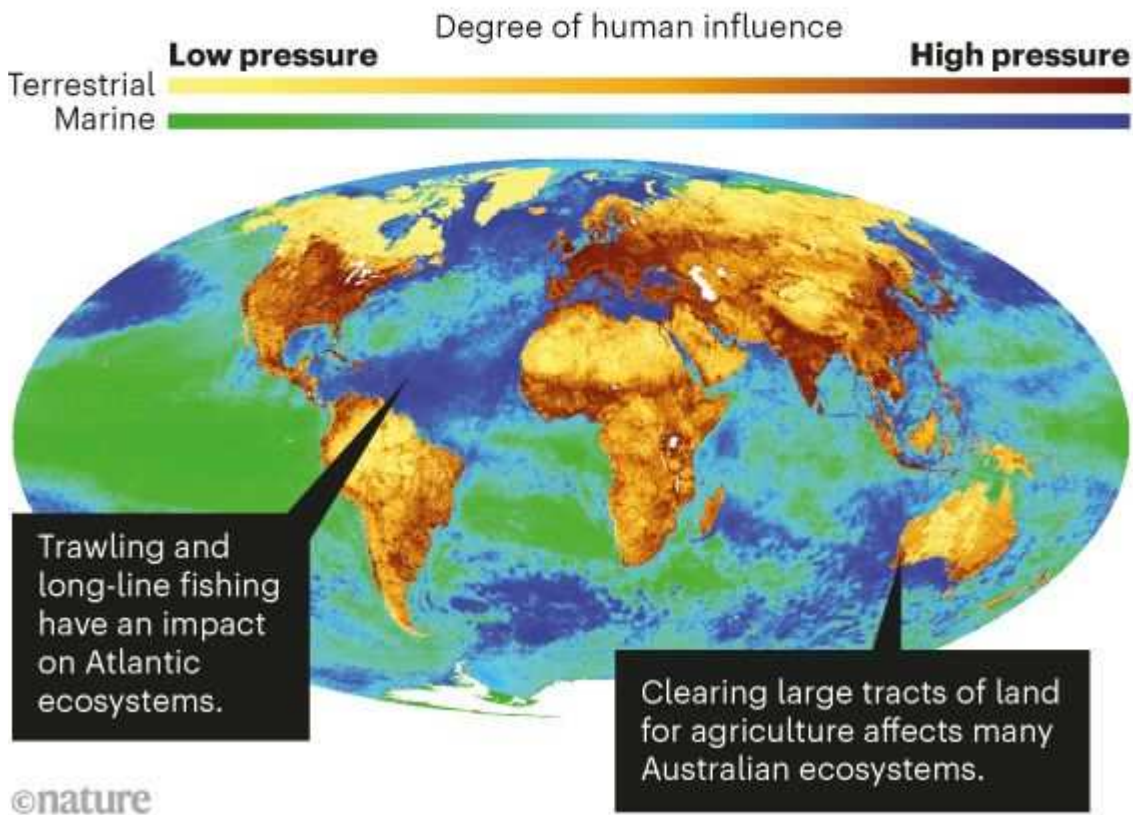 Degree of human influence
Low pressure
High pressure
Terrestrial
Marine
Trawling and
long-line fishing
have an impact
on Atlantic
ecosystems.
Clearing large tracts of land
for agriculture affects many
Australian ecosystems.
©nature